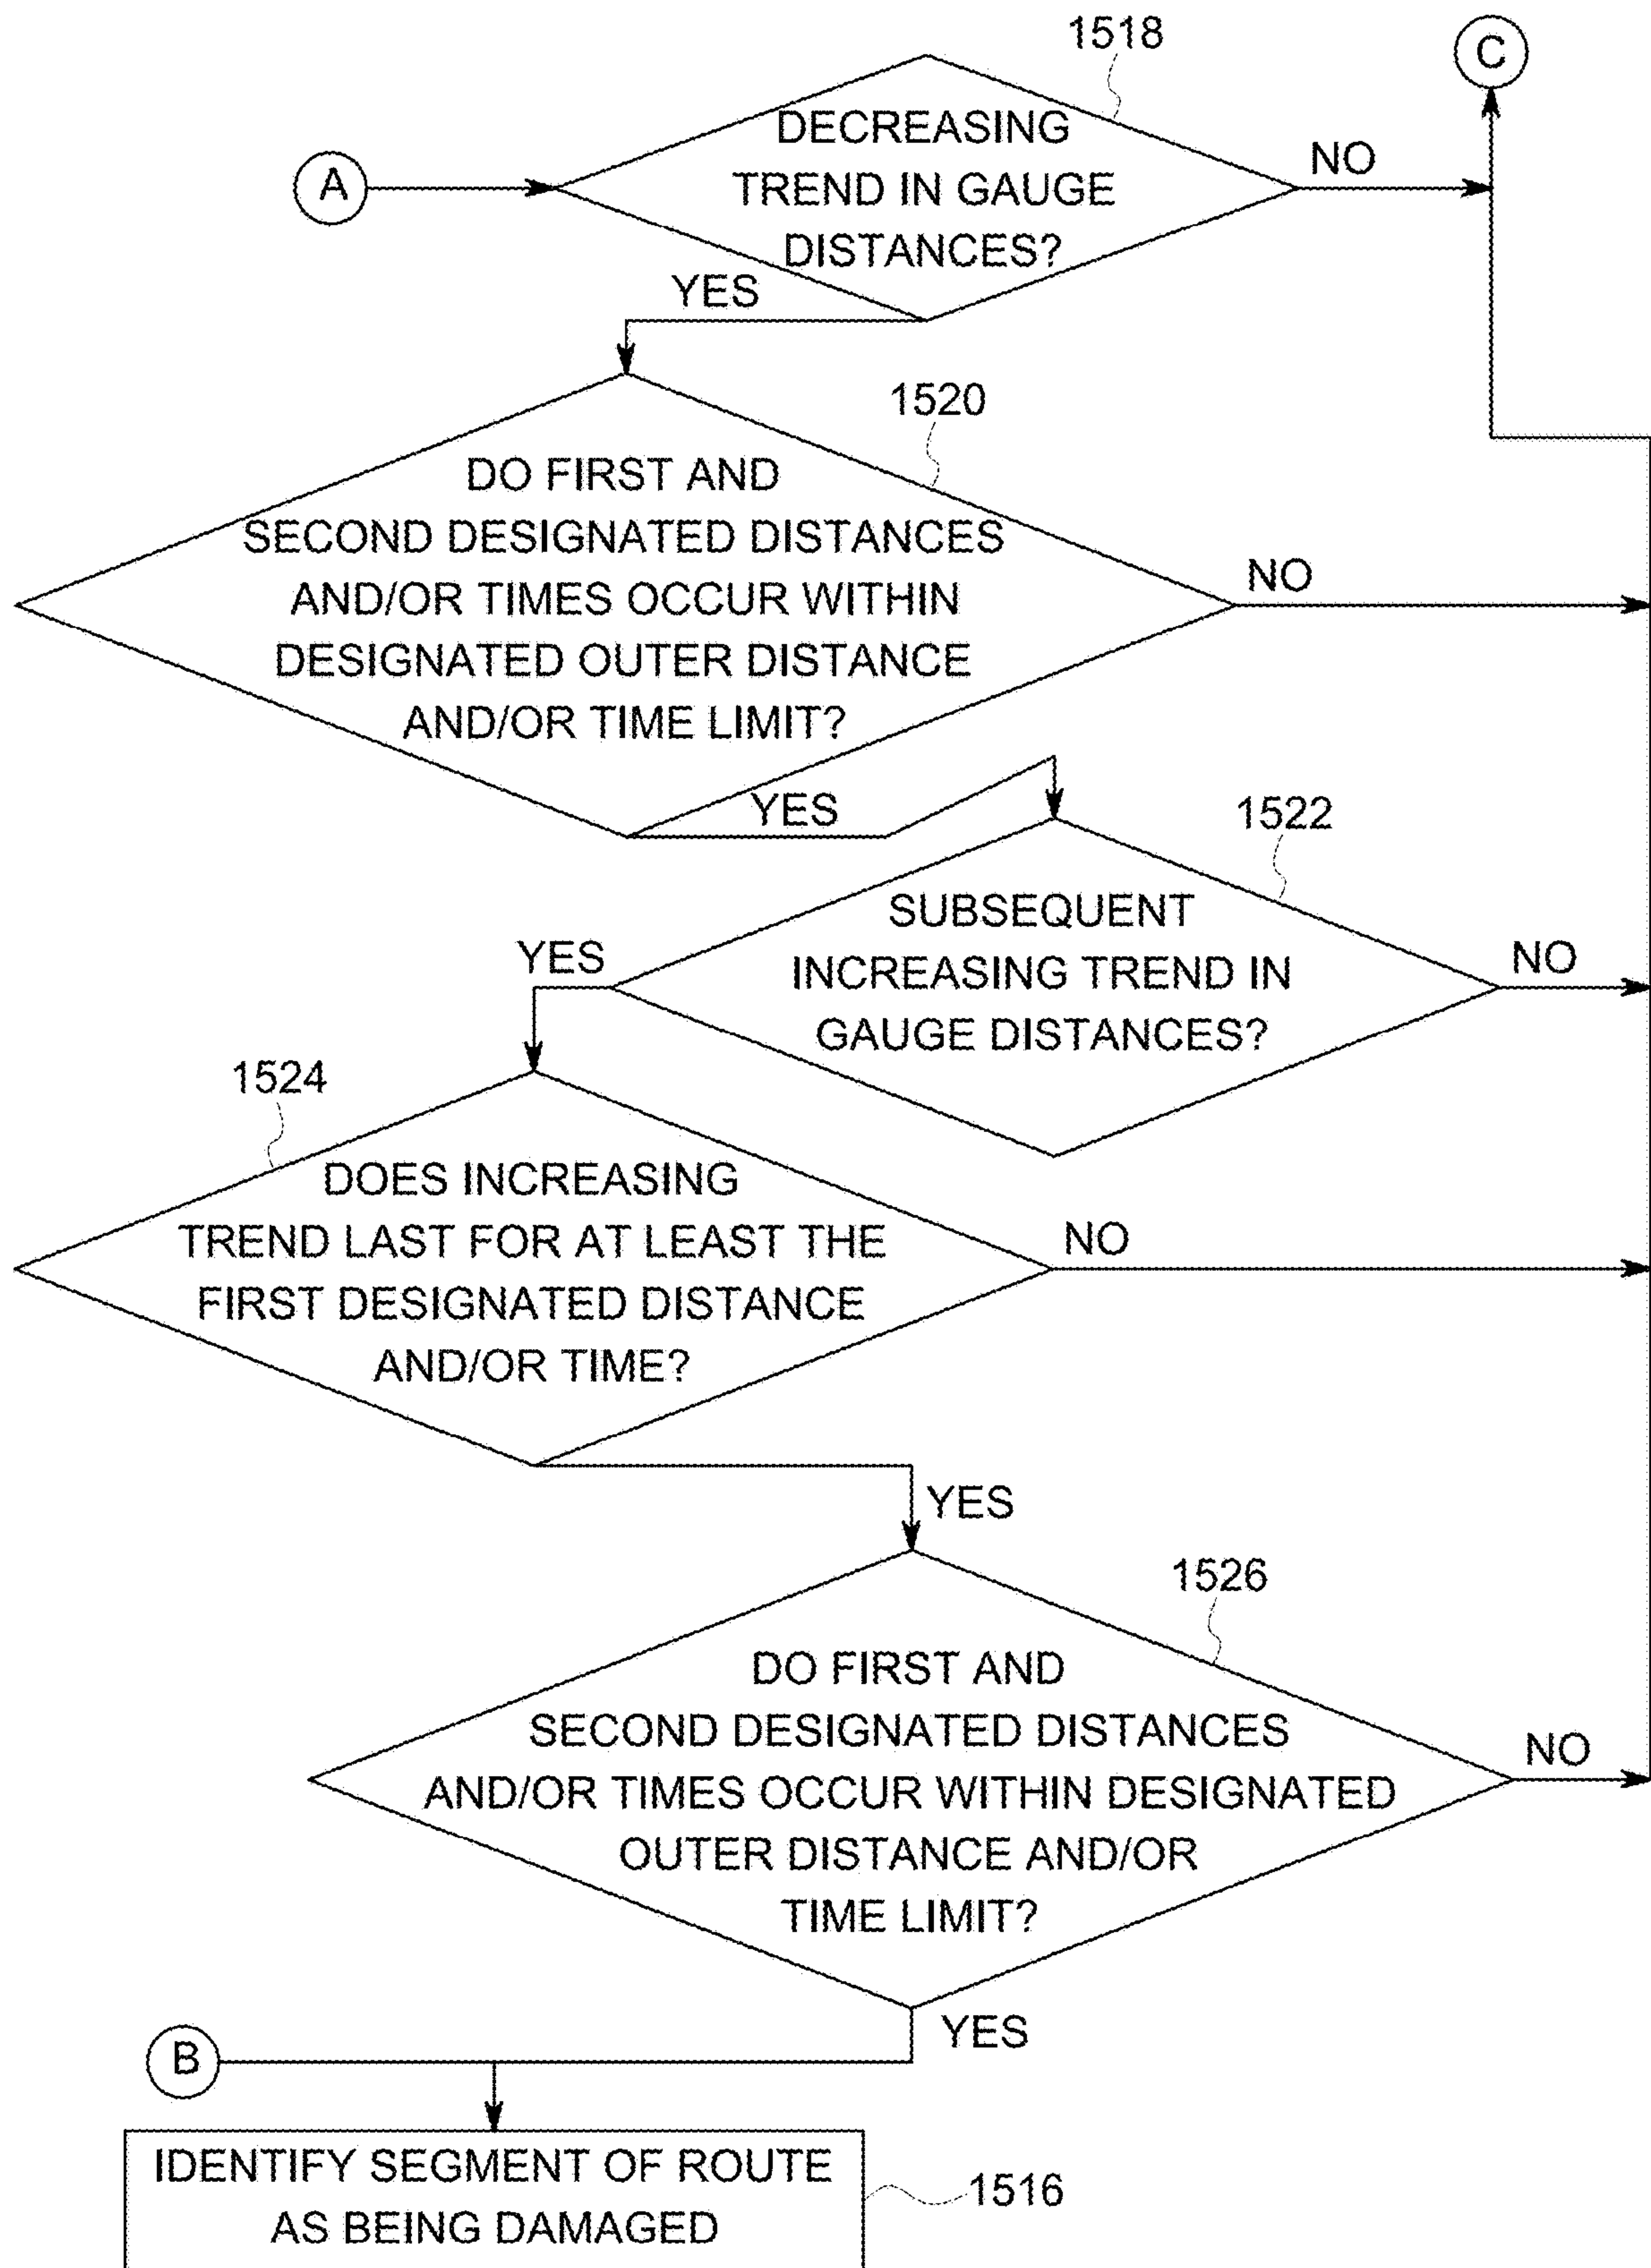 1518
C
DECREASING
TREND IN GAUGE
DISTANCES?
A
NO
YES
1520
DO FIRST AND
SECOND DESIGNATED DISTANCES
AND/OR TIMES OCCUR WITHIN
DESIGNATED OUTER DISTANCE
AND/OR TIME LIMIT?
NO
YES
1522
SUBSEQUENT
INCREASING TREND IN
GAUGE DISTANCES?
YES
NO
1524
DOES INCREASING
TREND LAST FOR AT LEAST THE
FIRST DESIGNATED DISTANCE
AND/OR TIME?
NO
YES
1526
DO FIRST AND
SECOND DESIGNATED DISTANCES
AND/OR TIMES OCCUR WITHIN DESIGNATED
OUTER DISTANCE AND/OR
TIME LIMIT?
NO
YES
B
IDENTIFY SEGMENT OF ROUTE
AS BEING DAMAGED
1516